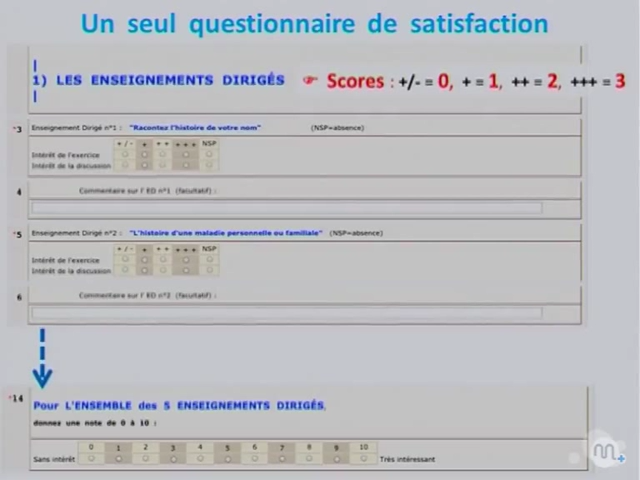 Un seul questionnaire de satisfaction
1) LES ENSEIGNEMENTS DIRIGÉS ☞ Scores : +/- = 0, + = 1, ++ = 2, +++ = 3
*3 Enseignement Dirigé n°1 : "Racontez l'histoire de votre nom" (NSP=absence)
+/- + ++ +++ NSP
Intérêt de l'exercice
Intérêt de la discussion
4 Commentaire sur l' ED n°1 (facultatif) :
*5 Enseignement Dirigé n°2 : "L'histoire d'une maladie personnelle ou familiale" (NSP=absence)
+/- + ++ +++ NSP
Intérêt de l'exercice
Intérêt de la discussion
6 Commentaire sur l' ED n°2 (facultatif) :
*14 Pour L'ENSEMBLE des 5 ENSEIGNEMENTS DIRIGÉS,
donnez une note de 0 à 10 :
0 1 2 3 4 5 6 7 8 9 10
Sans intérêt Très intéressant
m+